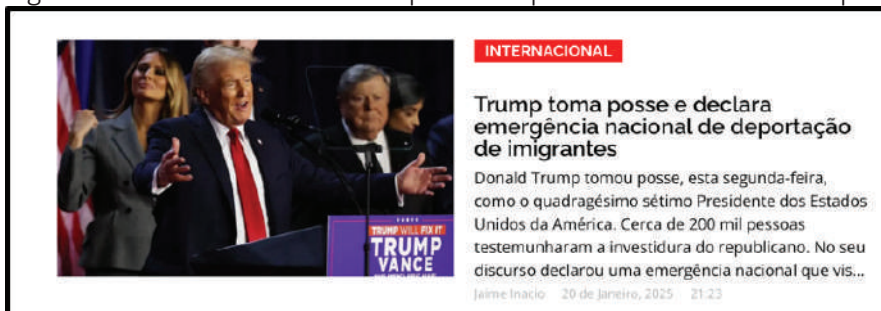 INTERNACIONAL
Trump toma posse e declara
emergência nacional de deportação
de imigrantes
Donald Trump tomou posse, esta segunda-feira,
como o quadragésimo sétimo Presidente dos Estados
Unidos da América. Cerca de 200 mil pessoas
testemunharam a investidura do republicano. No seu
discurso declarou uma emergência nacional que vis...
Jaime Inacio 20 de Janeiro, 2025 21:23
TRUMP WILL FIX IT
TRUMP
VANCE